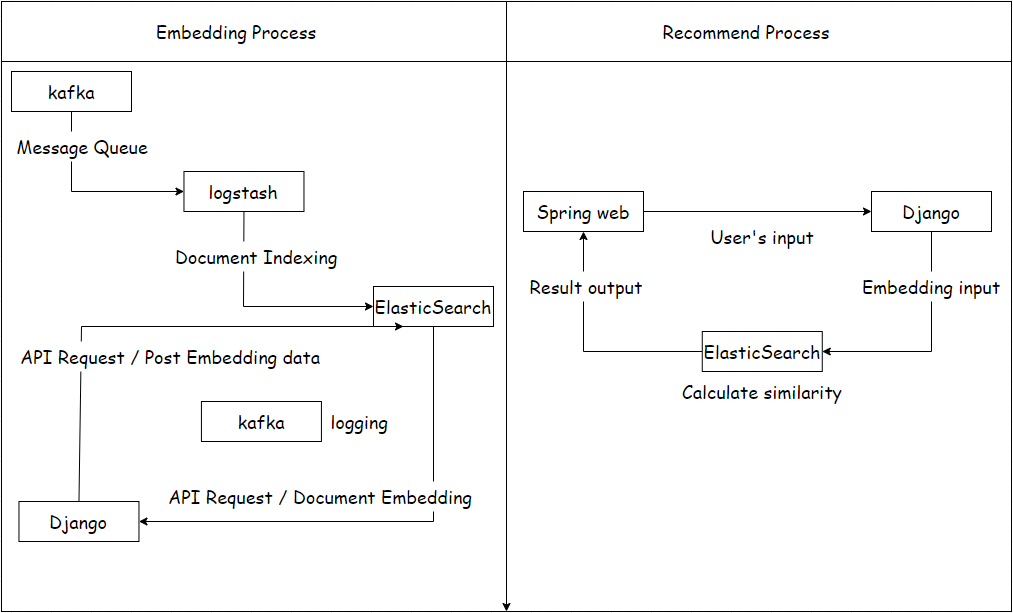 Embedding Process
Recommend Process
kafka
Message Queue
logstash
Document Indexing
ElasticSearch
API Request / Post Embedding data
kafka
logging
API Request / Document Embedding
Django
Spring web
User's input
Django
Result output
Embedding input
ElasticSearch
Calculate similarity